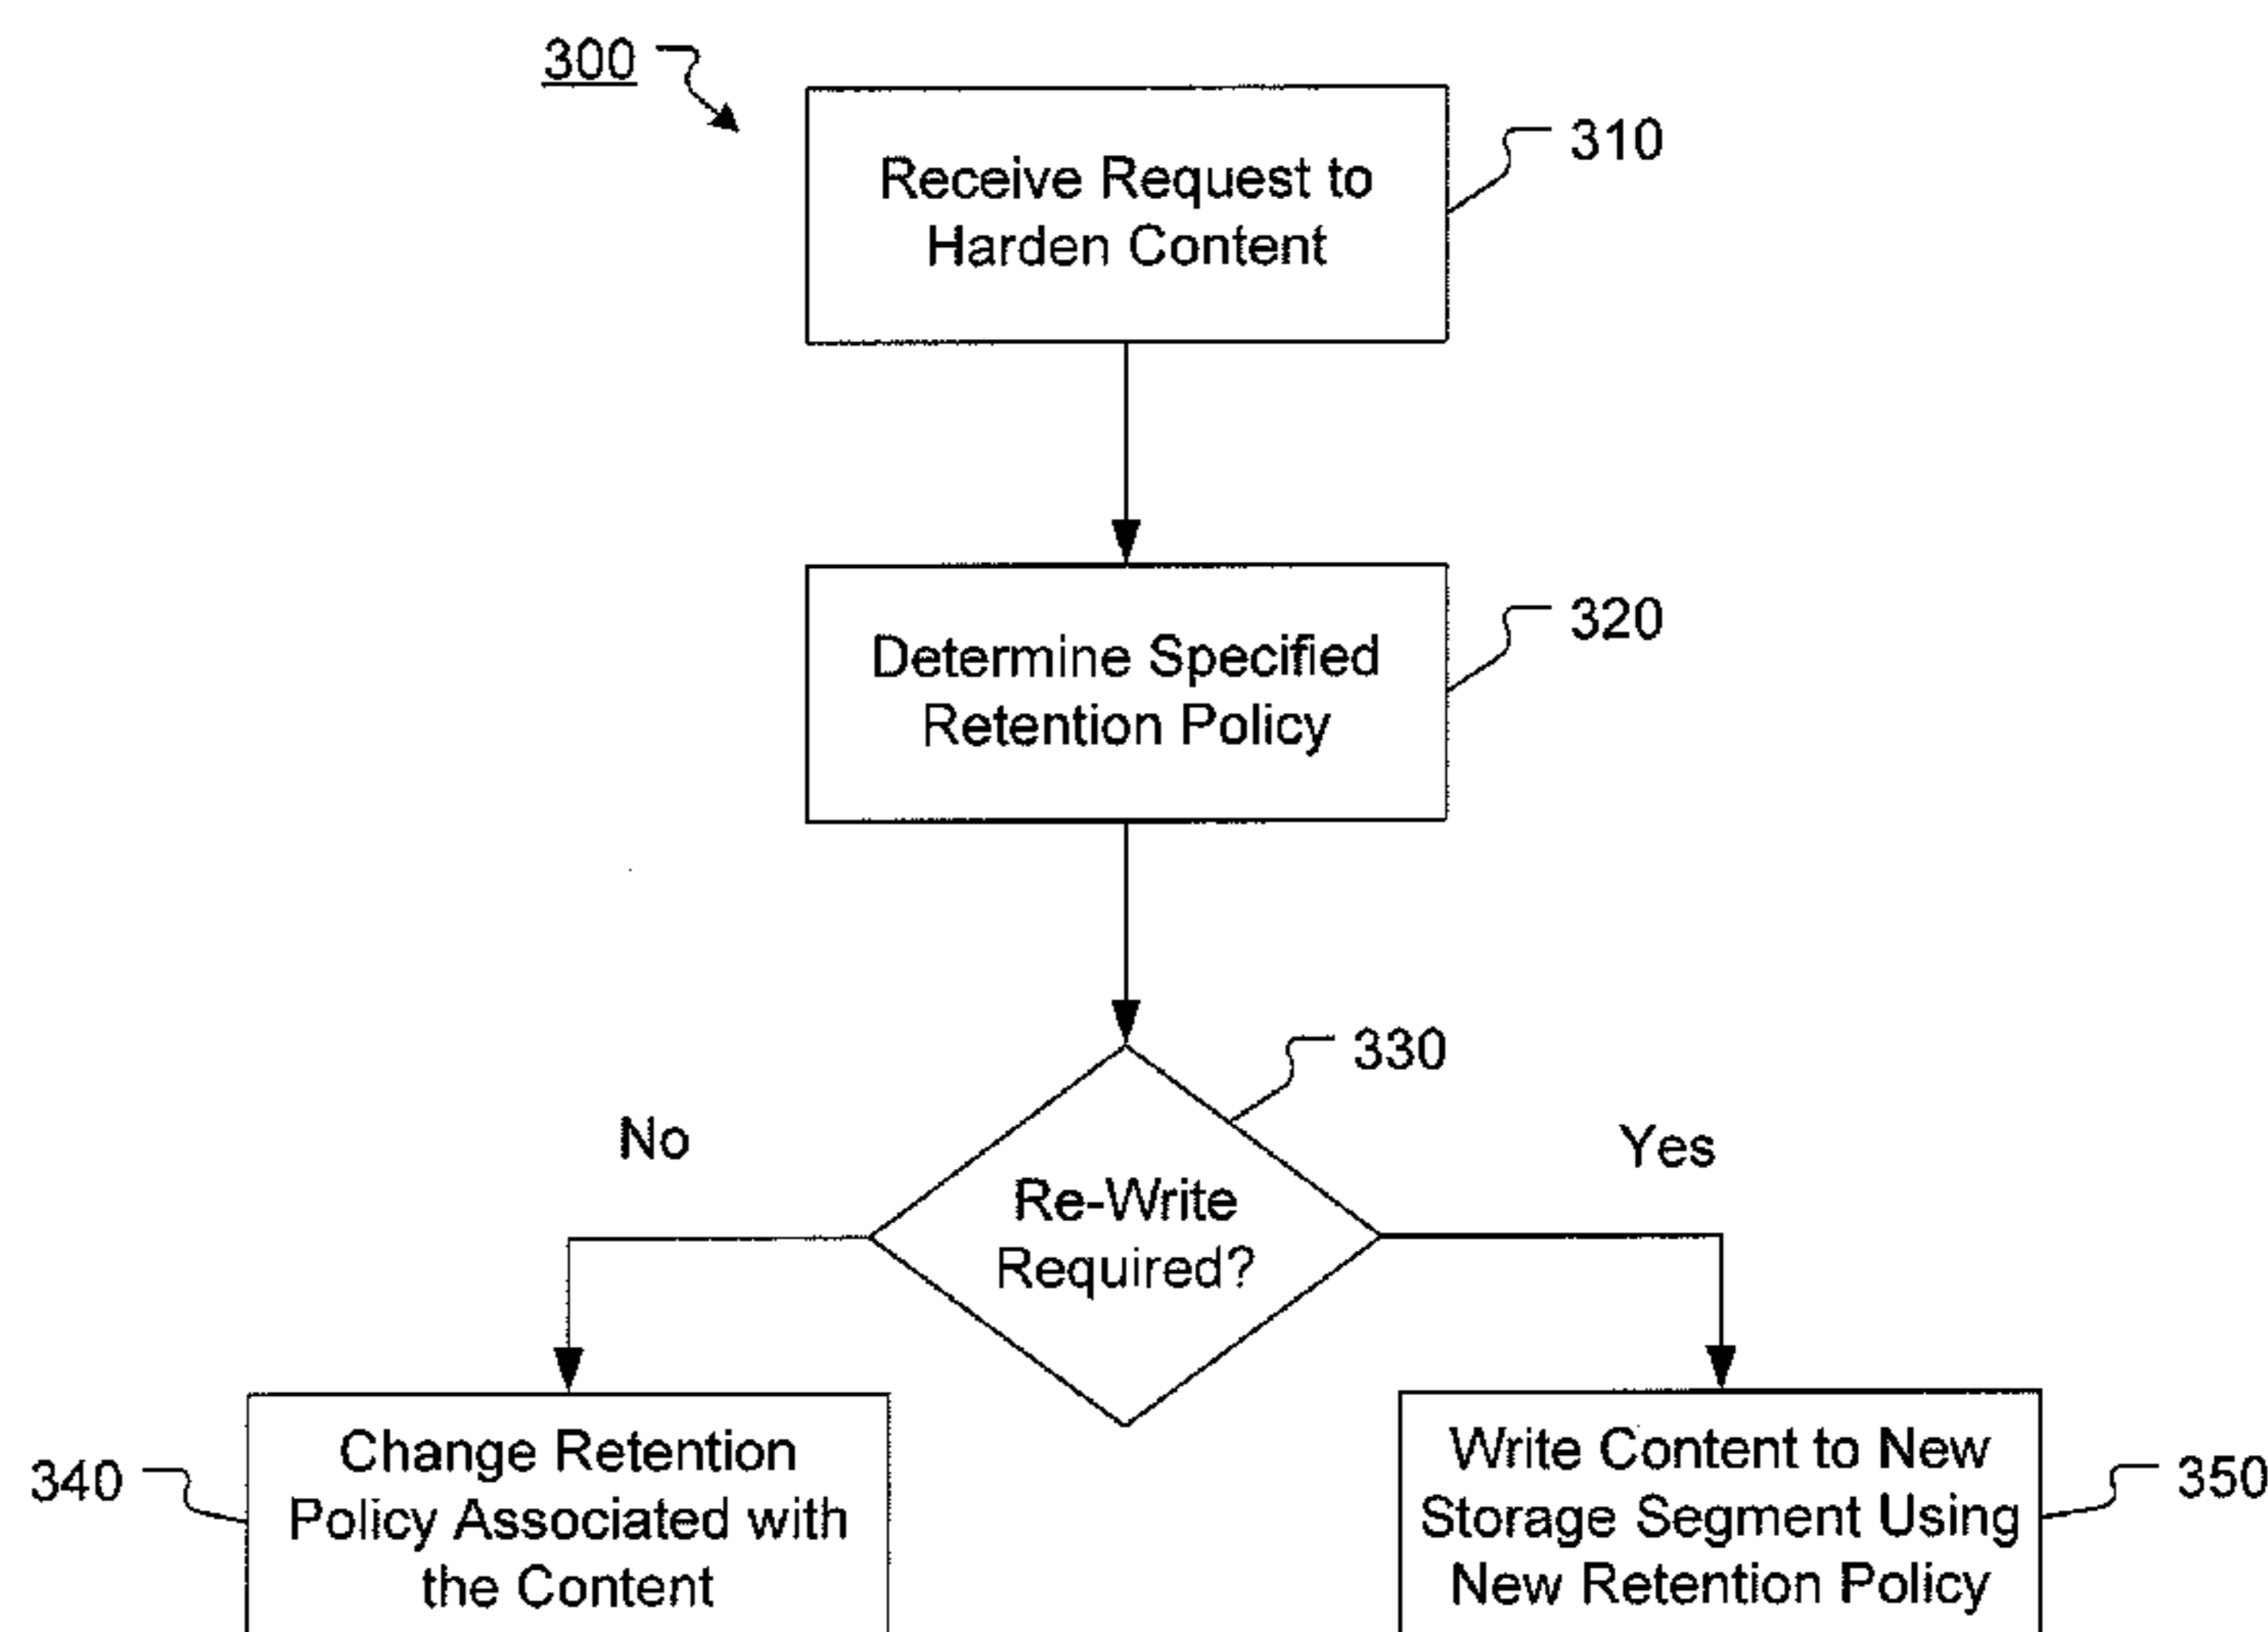 300
Receive Request to
Harden Content
310
Determine Specified
Retention Policy
320
330
No
Yes
Re-Write
Required?
340
Change Retention
Policy Associated with
the Content
Write Content to New
Storage Segment Using
New Retention Policy
350